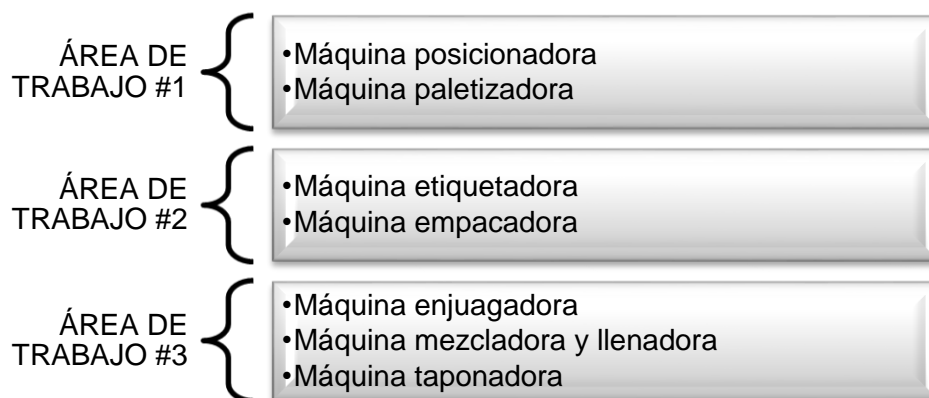 ÁREA DE
TRABAJO #1
•Máquina posicionadora
•Máquina paletizadora
ÁREA DE
TRABAJO #2
•Máquina etiquetadora
•Máquina empacadora
ÁREA DE
TRABAJO #3
•Máquina enjuagadora
•Máquina mezcladora y llenadora
•Máquina taponadora